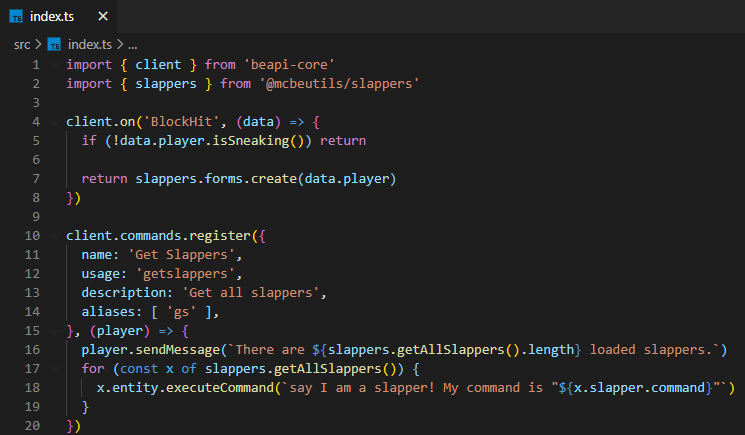 TS index.ts ×
src > TS index.ts > ...
1 import { client } from 'beapi-core'
2 import { slappers } from '@mcbeutils/slappers'
3
4 client.on('BlockHit', (data) => {
5   if (!data.player.isSneaking()) return
6
7   return slappers.forms.create(data.player)
8 })
9
10 client.commands.register({
11   name: 'Get Slappers',
12   usage: 'getslappers',
13   description: 'Get all slappers',
14   aliases: [ 'gs' ],
15 }, (player) => {
16   player.sendMessage(`There are ${slappers.getAllSlappers().length} loaded slappers.`)
17   for (const x of slappers.getAllSlappers()) {
18     x.entity.executeCommand(`say I am a slapper! My command is "${x.slapper.command}"`)
19   }
20 })